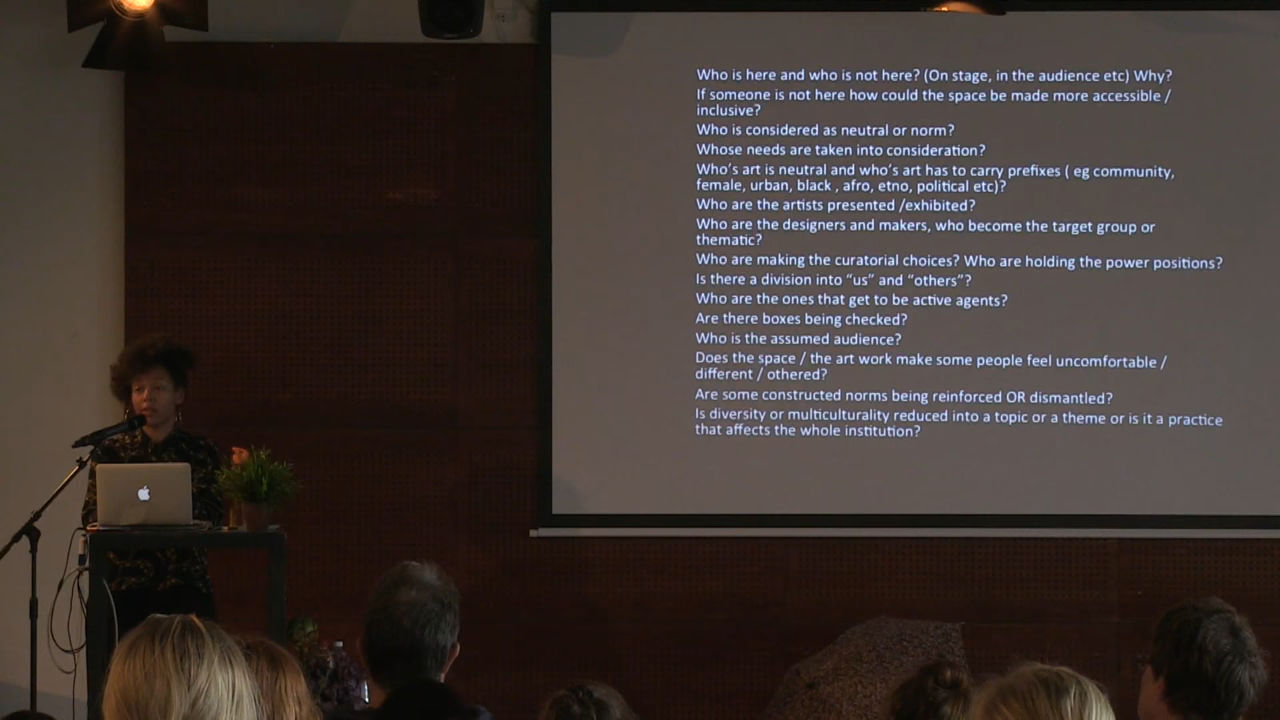 Who is here and who is not here? (On stage, in the audience etc) Why?
If someone is not here how could the space be made more accessible /
inclusive?
Who is considered as neutral or norm?
Whose needs are taken into consideration?
Who's art is neutral and who's art has to carry prefixes ( eg community,
female, urban, black , afro, etno, political etc)?
Who are the artists presented /exhibited?
Who are the designers and makers, who become the target group or
thematic?
Who are making the curatorial choices? Who are holding the power positions?
Is there a division into “us” and “others”?
Who are the ones that get to be active agents?
Are there boxes being checked?
Who is the assumed audience?
Does the space / the art work make some people feel uncomfortable /
different / othered?
Are some constructed norms being reinforced OR dismantled?
Is diversity or multiculturality reduced into a topic or a theme or is it a practice
that affects the whole institution?